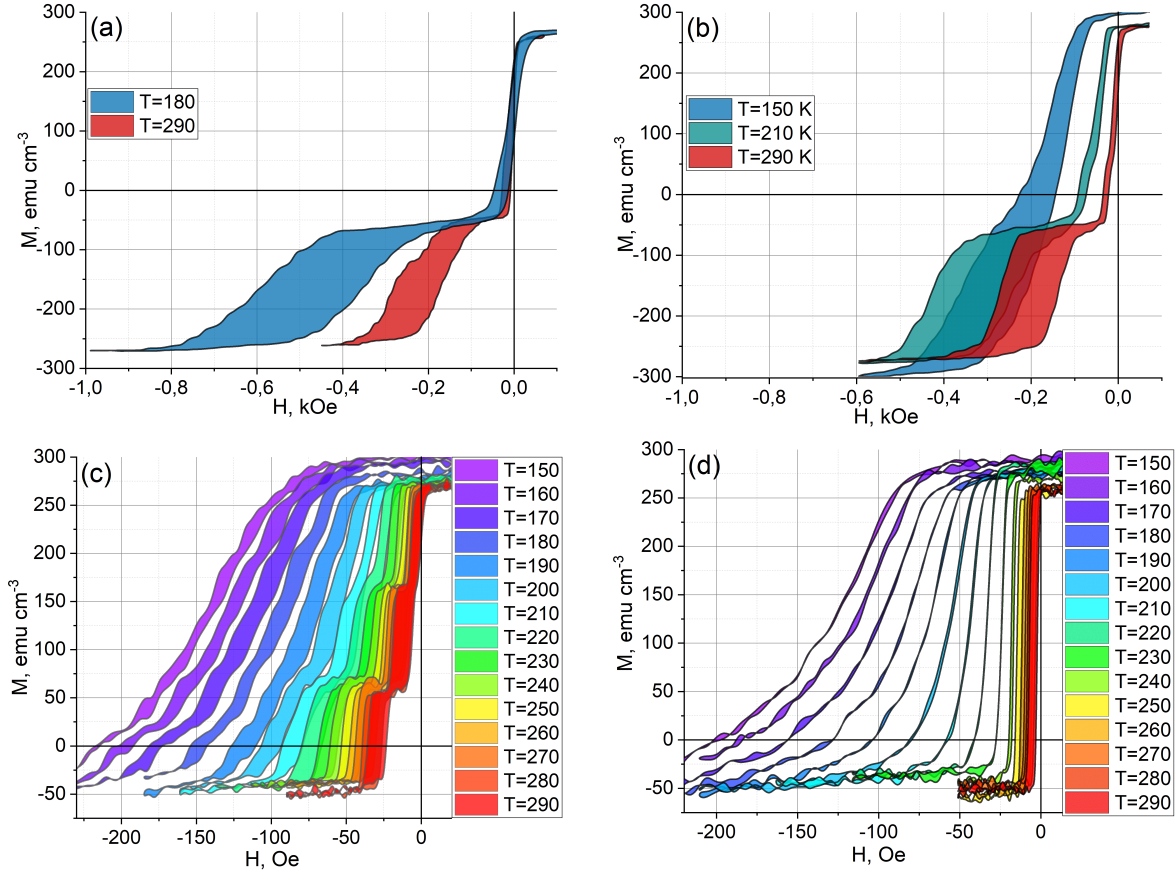 (a)
300
200
100
0
-100
-200
-300
M, emu cm-3
T=180
T=290
-1,0
-0,8
-0,6
-0,4
-0,2
0,0
H, kOe
(b)
300
200
100
0
-100
-200
-300
M, emu cm-3
T=150 K
T=210 K
T=290 K
-1,0
-0,8
-0,6
-0,4
-0,2
0,0
H, kOe
(c)
300
250
200
150
100
50
0
-50
M, emu cm-3
T=150
T=160
T=170
T=180
T=190
T=200
T=210
T=220
T=230
T=240
T=250
T=260
T=270
T=280
T=290
-200
-150
-100
-50
0
H, Oe
(d)
300
250
200
150
100
50
0
-50
M, emu cm-3
T=150
T=160
T=170
T=180
T=190
T=200
T=210
T=220
T=230
T=240
T=250
T=260
T=270
T=280
T=290
-200
-150
-100
-50
0
H, Oe